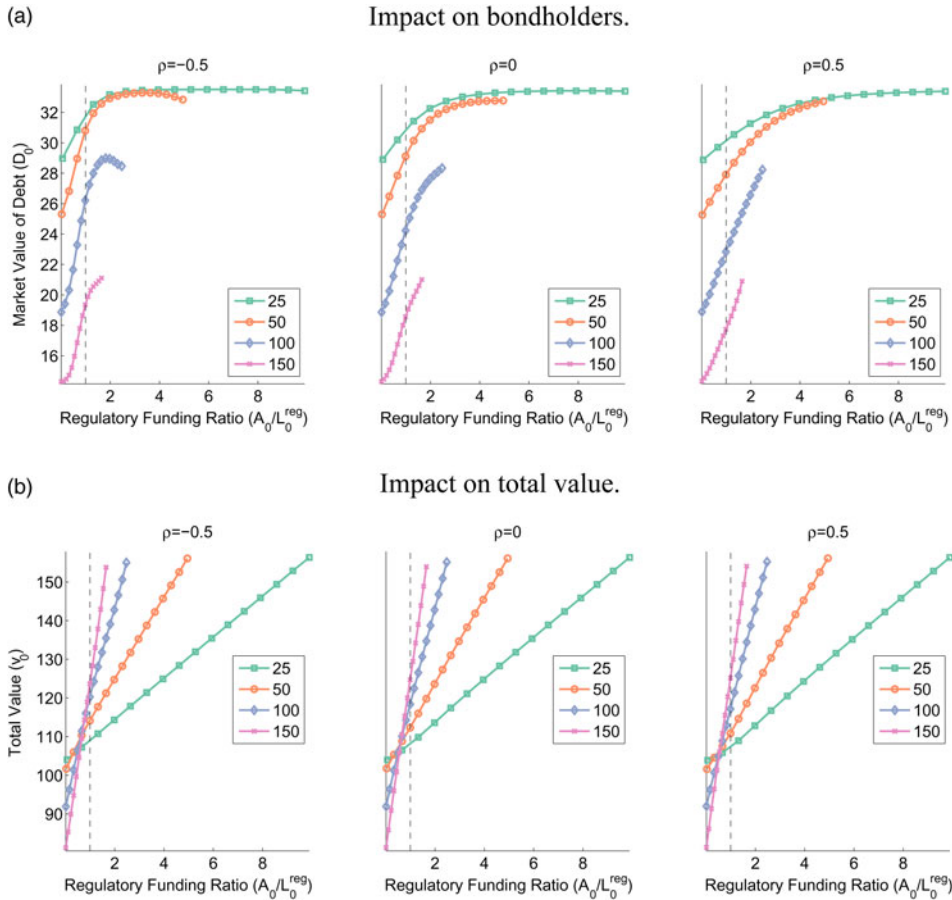 (a)
Impact on bondholders.
ρ=−0.5
ρ=0
0.5
Market Value of Debt (D0)
32
30
28
26
24
22
20
18
16
25
50
100
150
25
50
100
150
25
50
100
150
2 4 6 8
2 4 6 8
2 4 6 8
Regulatory Funding Ratio (A0/L0reg)
Regulatory Funding Ratio (A0/L0reg)
Regulatory Funding Ratio (A0/L0reg)
(b)
Impact on total value.
ρ=−0.5
ρ=0
ρ=0.5
Total Value (v0)
150
140
130
120
110
100
90
25
50
100
150
25
50
100
150
25
50
100
150
2 4 6 8
2 4 6 8
2 4 6 8
Regulatory Funding Ratio (A0/L0reg)
Regulatory Funding Ratio (A0/L0reg)
Regulatory Funding Ratio (A0/L0reg)